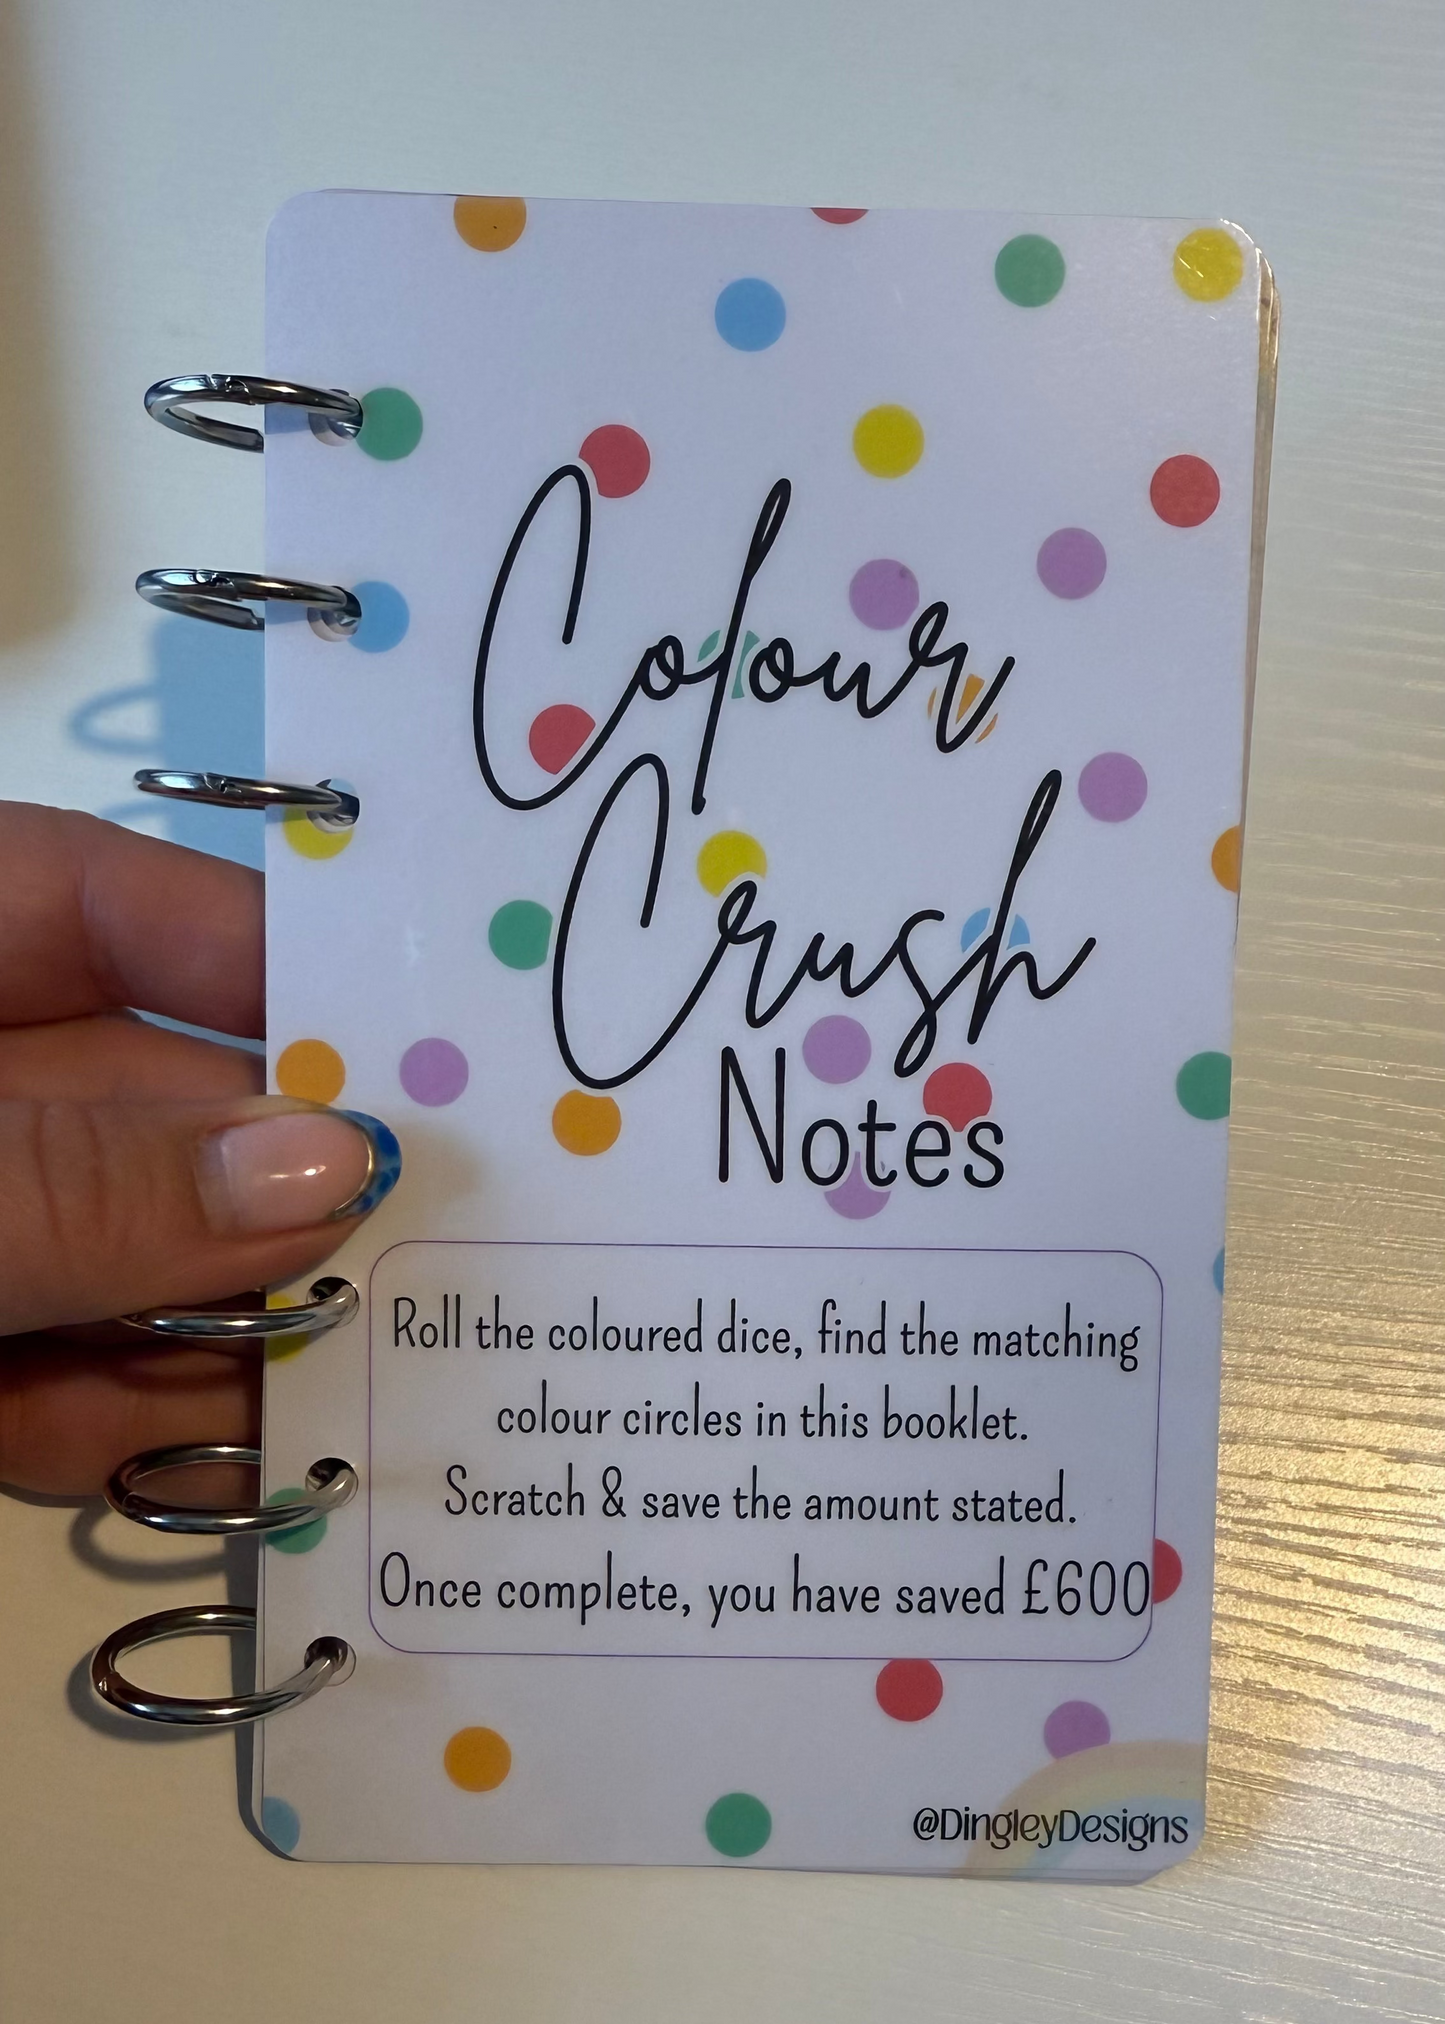 Colour
Crush
Notes
Roll the coloured dice, find the matching
colour circles in this booklet.
Scratch & save the amount stated.
Once complete, you have saved £600
@DingleyDesigns